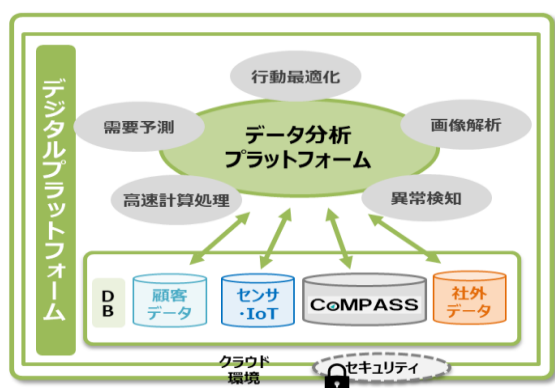 デジタルプラットフォーム
行動最適化
需要予測
画像解析
データ分析
プラットフォーム
高速計算処理
異常検知
DB
顧客
データ
センサ
・IoT
CoMPASS
社外
データ
クラウド
環境
セキュリティ